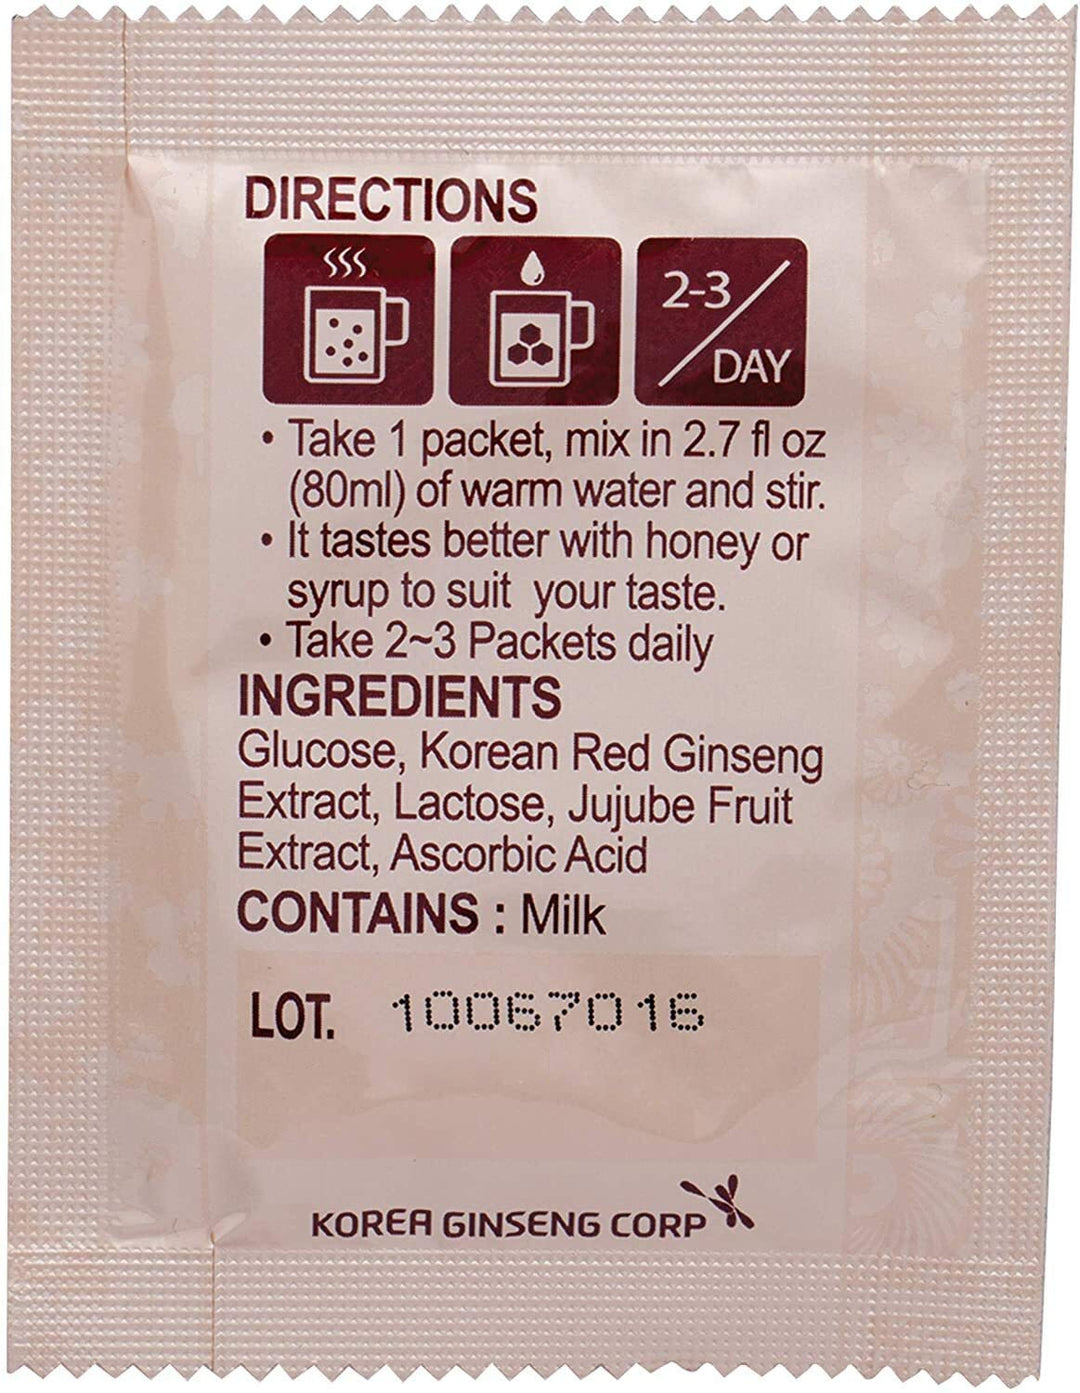 DIRECTIONS
2-3/DAY
• Take 1 packet, mix in 2.7 fl oz
(80ml) of warm water and stir.
• It tastes better with honey or
syrup to suit your taste.
• Take 2~3 Packets daily
INGREDIENTS
Glucose, Korean Red Ginseng
Extract, Lactose, Jujube Fruit
Extract, Ascorbic Acid
CONTAINS : Milk
LOT. 10067016
KOREA GINSENG CORP